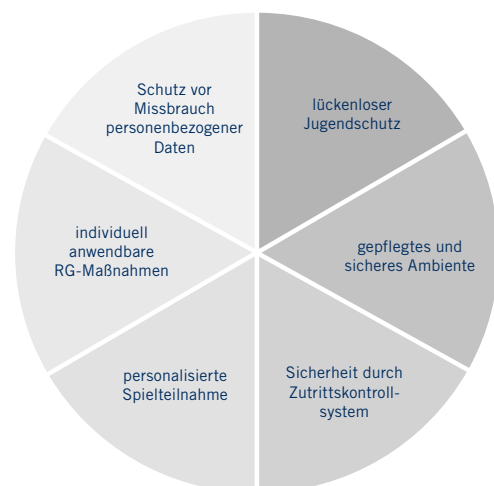 lückenloser
Jugendschutz
gepflegtes und
sicheres Ambiente
Sicherheit durch
Zutrittskontroll-
system
personalisierte
Spielteilnahme
individuell
anwendbare
RG-Maßnahmen
Schutz vor
Missbrauch
personenbezogener
Daten